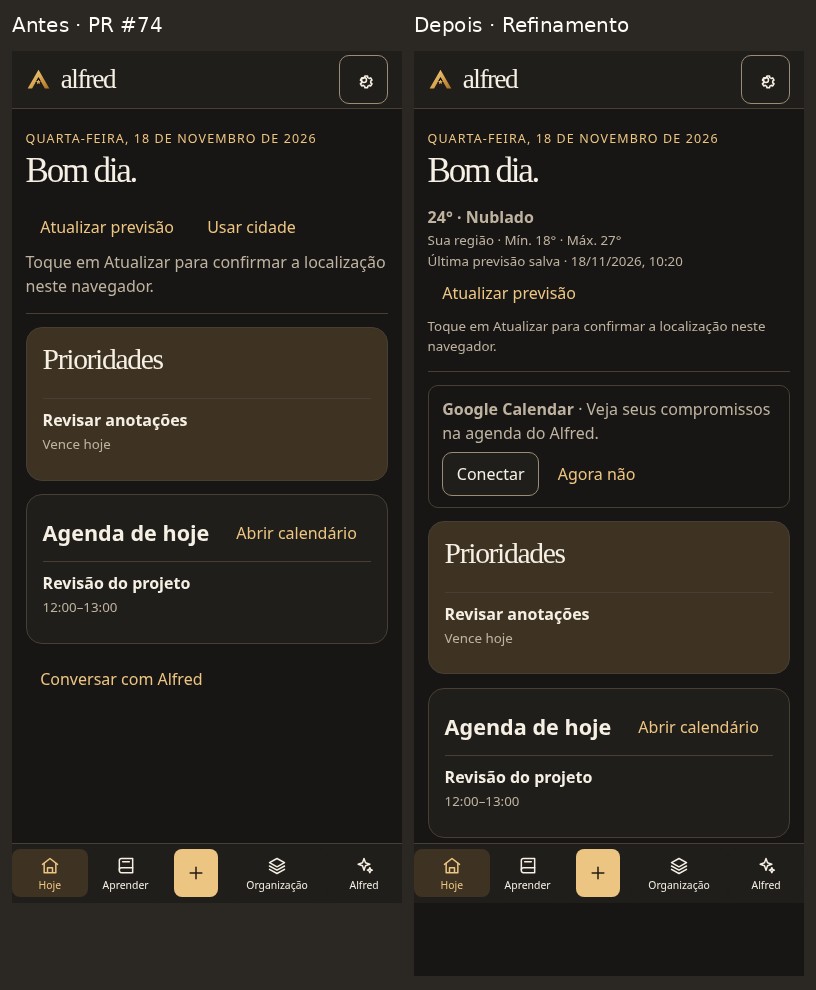 Antes · PR #74
alfred
QUARTA-FEIRA, 18 DE NOVEMBRO DE 2026
Bom dia.
Atualizar previsão
Usar cidade
Toque em Atualizar para confirmar a localização
neste navegador.
Prioridades
Revisar anotações
Vence hoje
Agenda de hoje
Abrir calendário
Revisão do projeto
12:00–13:00
Conversar com Alfred
Hoje
Aprender
+
Organização
Alfred
Depois · Refinamento
alfred
QUARTA-FEIRA, 18 DE NOVEMBRO DE 2026
Bom dia.
24° · Nublado
Sua região · Mín. 18° · Máx. 27°
Última previsão salva · 18/11/2026, 10:20
Atualizar previsão
Toque em Atualizar para confirmar a localização neste
navegador.
Google Calendar · Veja seus compromissos
na agenda do Alfred.
Conectar
Agora não
Prioridades
Revisar anotações
Vence hoje
Agenda de hoje
Abrir calendário
Revisão do projeto
12:00–13:00
Hoje
Aprender
+
Organização
Alfred